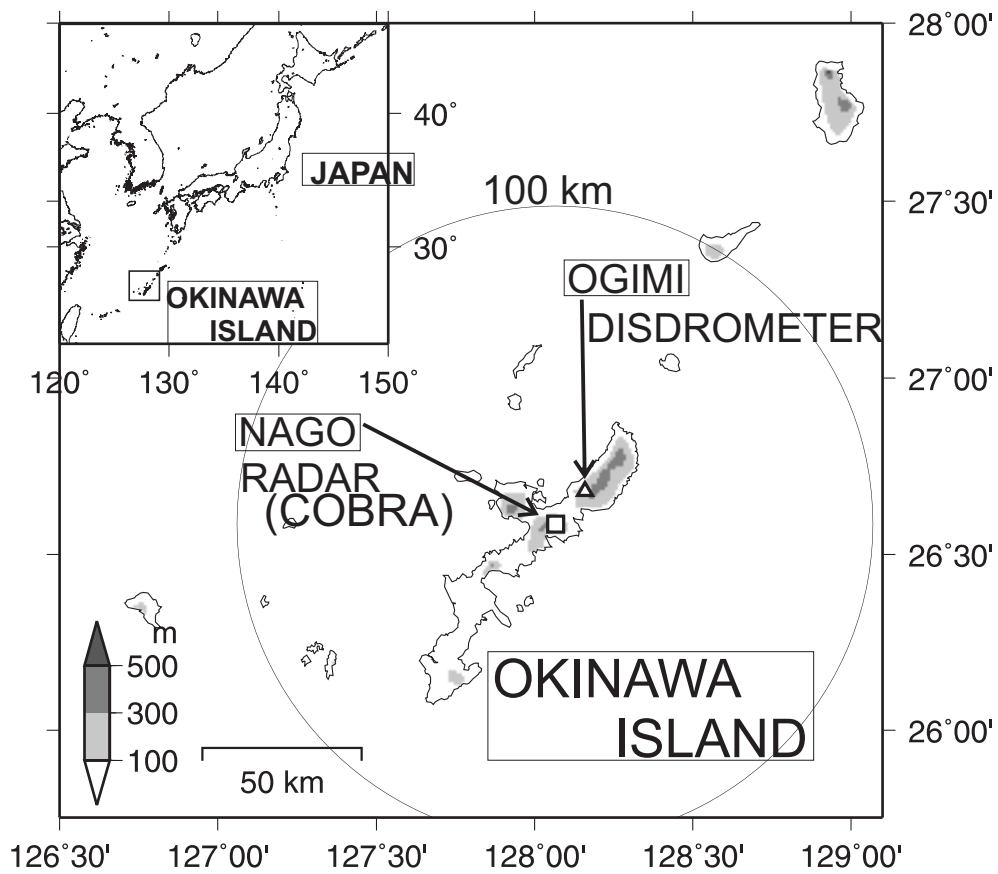 28°00'
40°
JAPAN
100 km
27°30'
30°
OGIMI
OKINAWA
ISLAND
DISDROMETER
120°
130°
140°
150°
27°00'
NAGO
RADAR
(COBRA)
26°30'
m
500
300
100
OKINAWA
ISLAND
26°00'
50 km
126°30'
127°00'
127°30'
128°00'
128°30'
129°00'